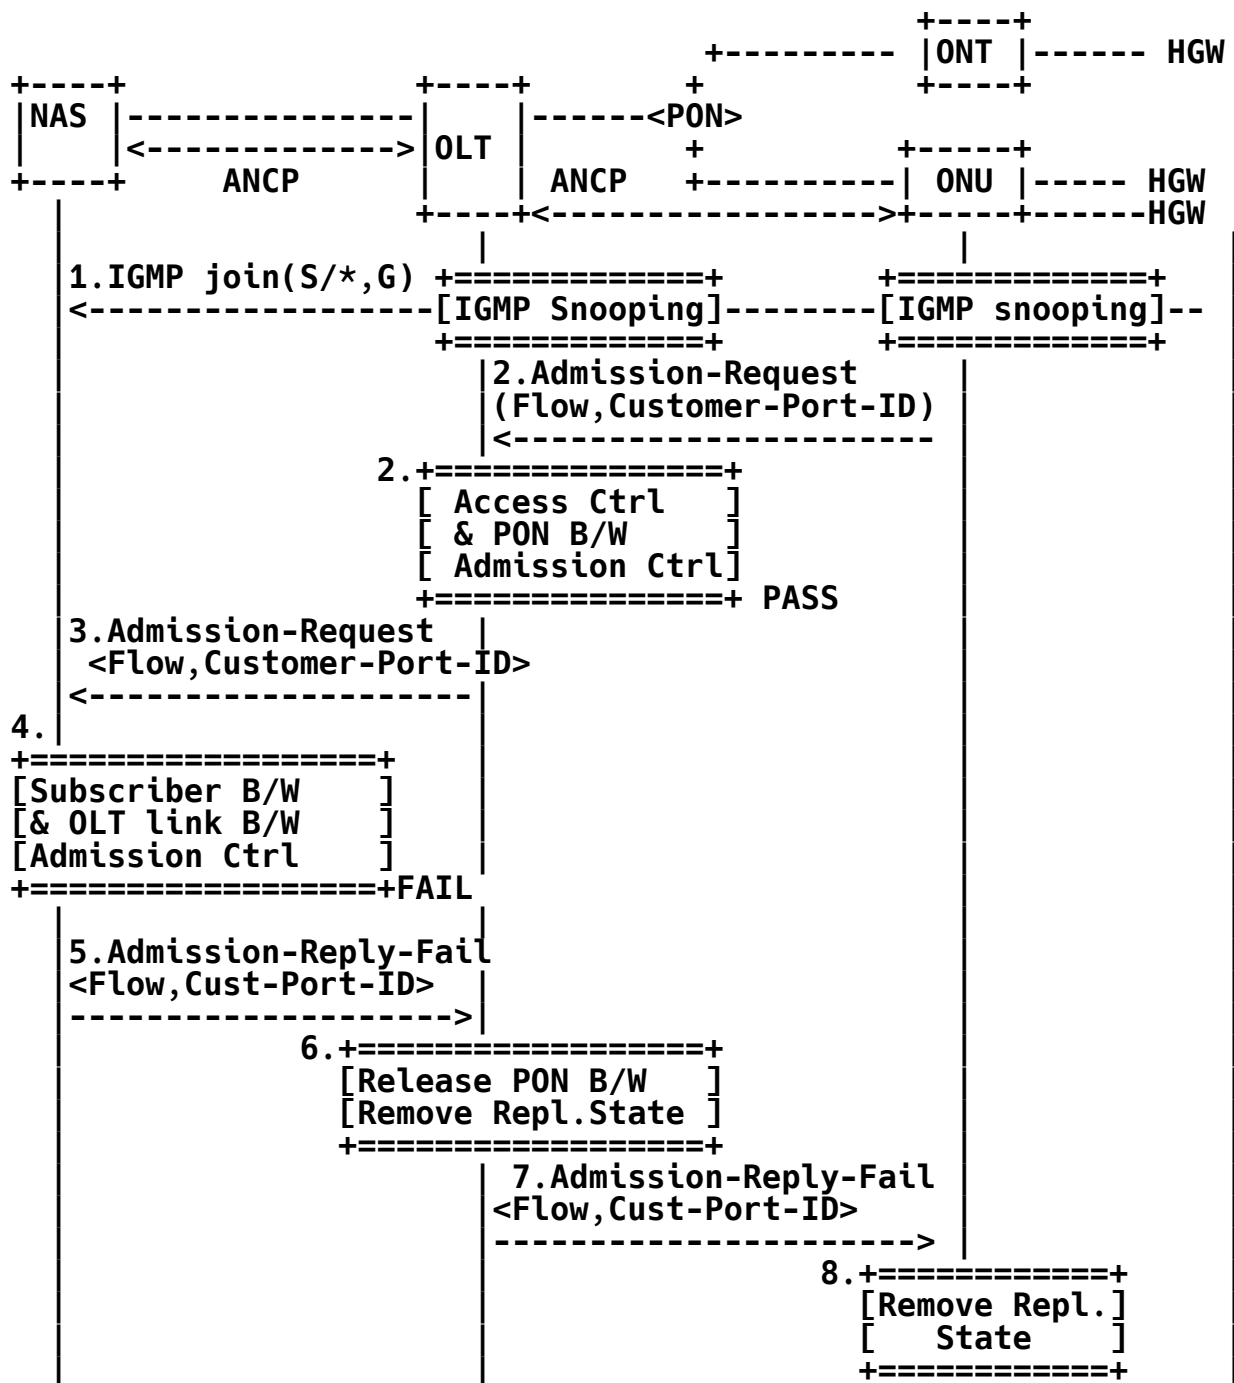 +----+
                                    +--------- |ONT |------ HGW
+----+               +----+        +           +----+
|NAS |---------------|    |------<PON>
|    |<------------->|OLT |        +          +-----+
+----+     ANCP      |    | ANCP   +----------| ONU |----- HGW
  |                  +----+<----------------->+-----+------HGW
  |                     |                        |             |
  |1.IGMP join(S/*,G) +=============+        +=============+   |
  |<------------------[IGMP Snooping]--------[IGMP snooping]-- |
  |                   +=============+        +=============+   |
  |                     |2.Admission-Request     |             |
  |                     |(Flow,Customer-Port-ID) |             |
  |                     |<---------------------- |             |
  |                2.+===============+           |             |
  |                  [ Access Ctrl   ]           |             |
  |                  [ & PON B/W     ]           |             |
  |                  [ Admission Ctrl]           |             |
  |                  +===============+ PASS      |             |
  |3.Admission-Request  |                        |             |
  | <Flow,Customer-Port-ID>                      |             |
  |<--------------------|                        |             |
4.|                     |                        |             |
+==================+    |                        |             |
[Subscriber B/W    ]    |                        |             |
[& OLT link B/W    ]    |                        |             |
[Admission Ctrl    ]    |                        |             |
+==================+FAIL                         |             |
  |                     |                        |             |
  |5.Admission-Reply-Fail                        |             |
  |<Flow,Cust-Port-ID>  |                        |             |
  |-------------------->|                        |             |
  |            6.+==================+            |             |
  |              [Release PON B/W   ]            |             |
  |              [Remove Repl.State ]            |             |
  |              +==================+            |             |
  |                     | 7.Admission-Reply-Fail |             |
  |                     |<Flow,Cust-Port-ID>     |             |
  |                     |----------------------> |             |
  |                     |                 8.+============+     |
  |                     |                   [Remove Repl.]     |
  |                     |                   [   State    ]     |
  |                     |                   +============+     |